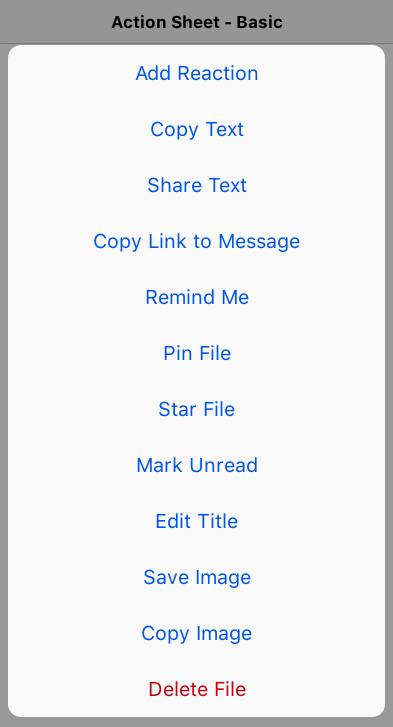 Action Sheet - Basic
Add Reaction
Copy Text
Share Text
Copy Link to Message
Remind Me
Pin File
Star File
Mark Unread
Edit Title
Save Image
Copy Image
Delete File